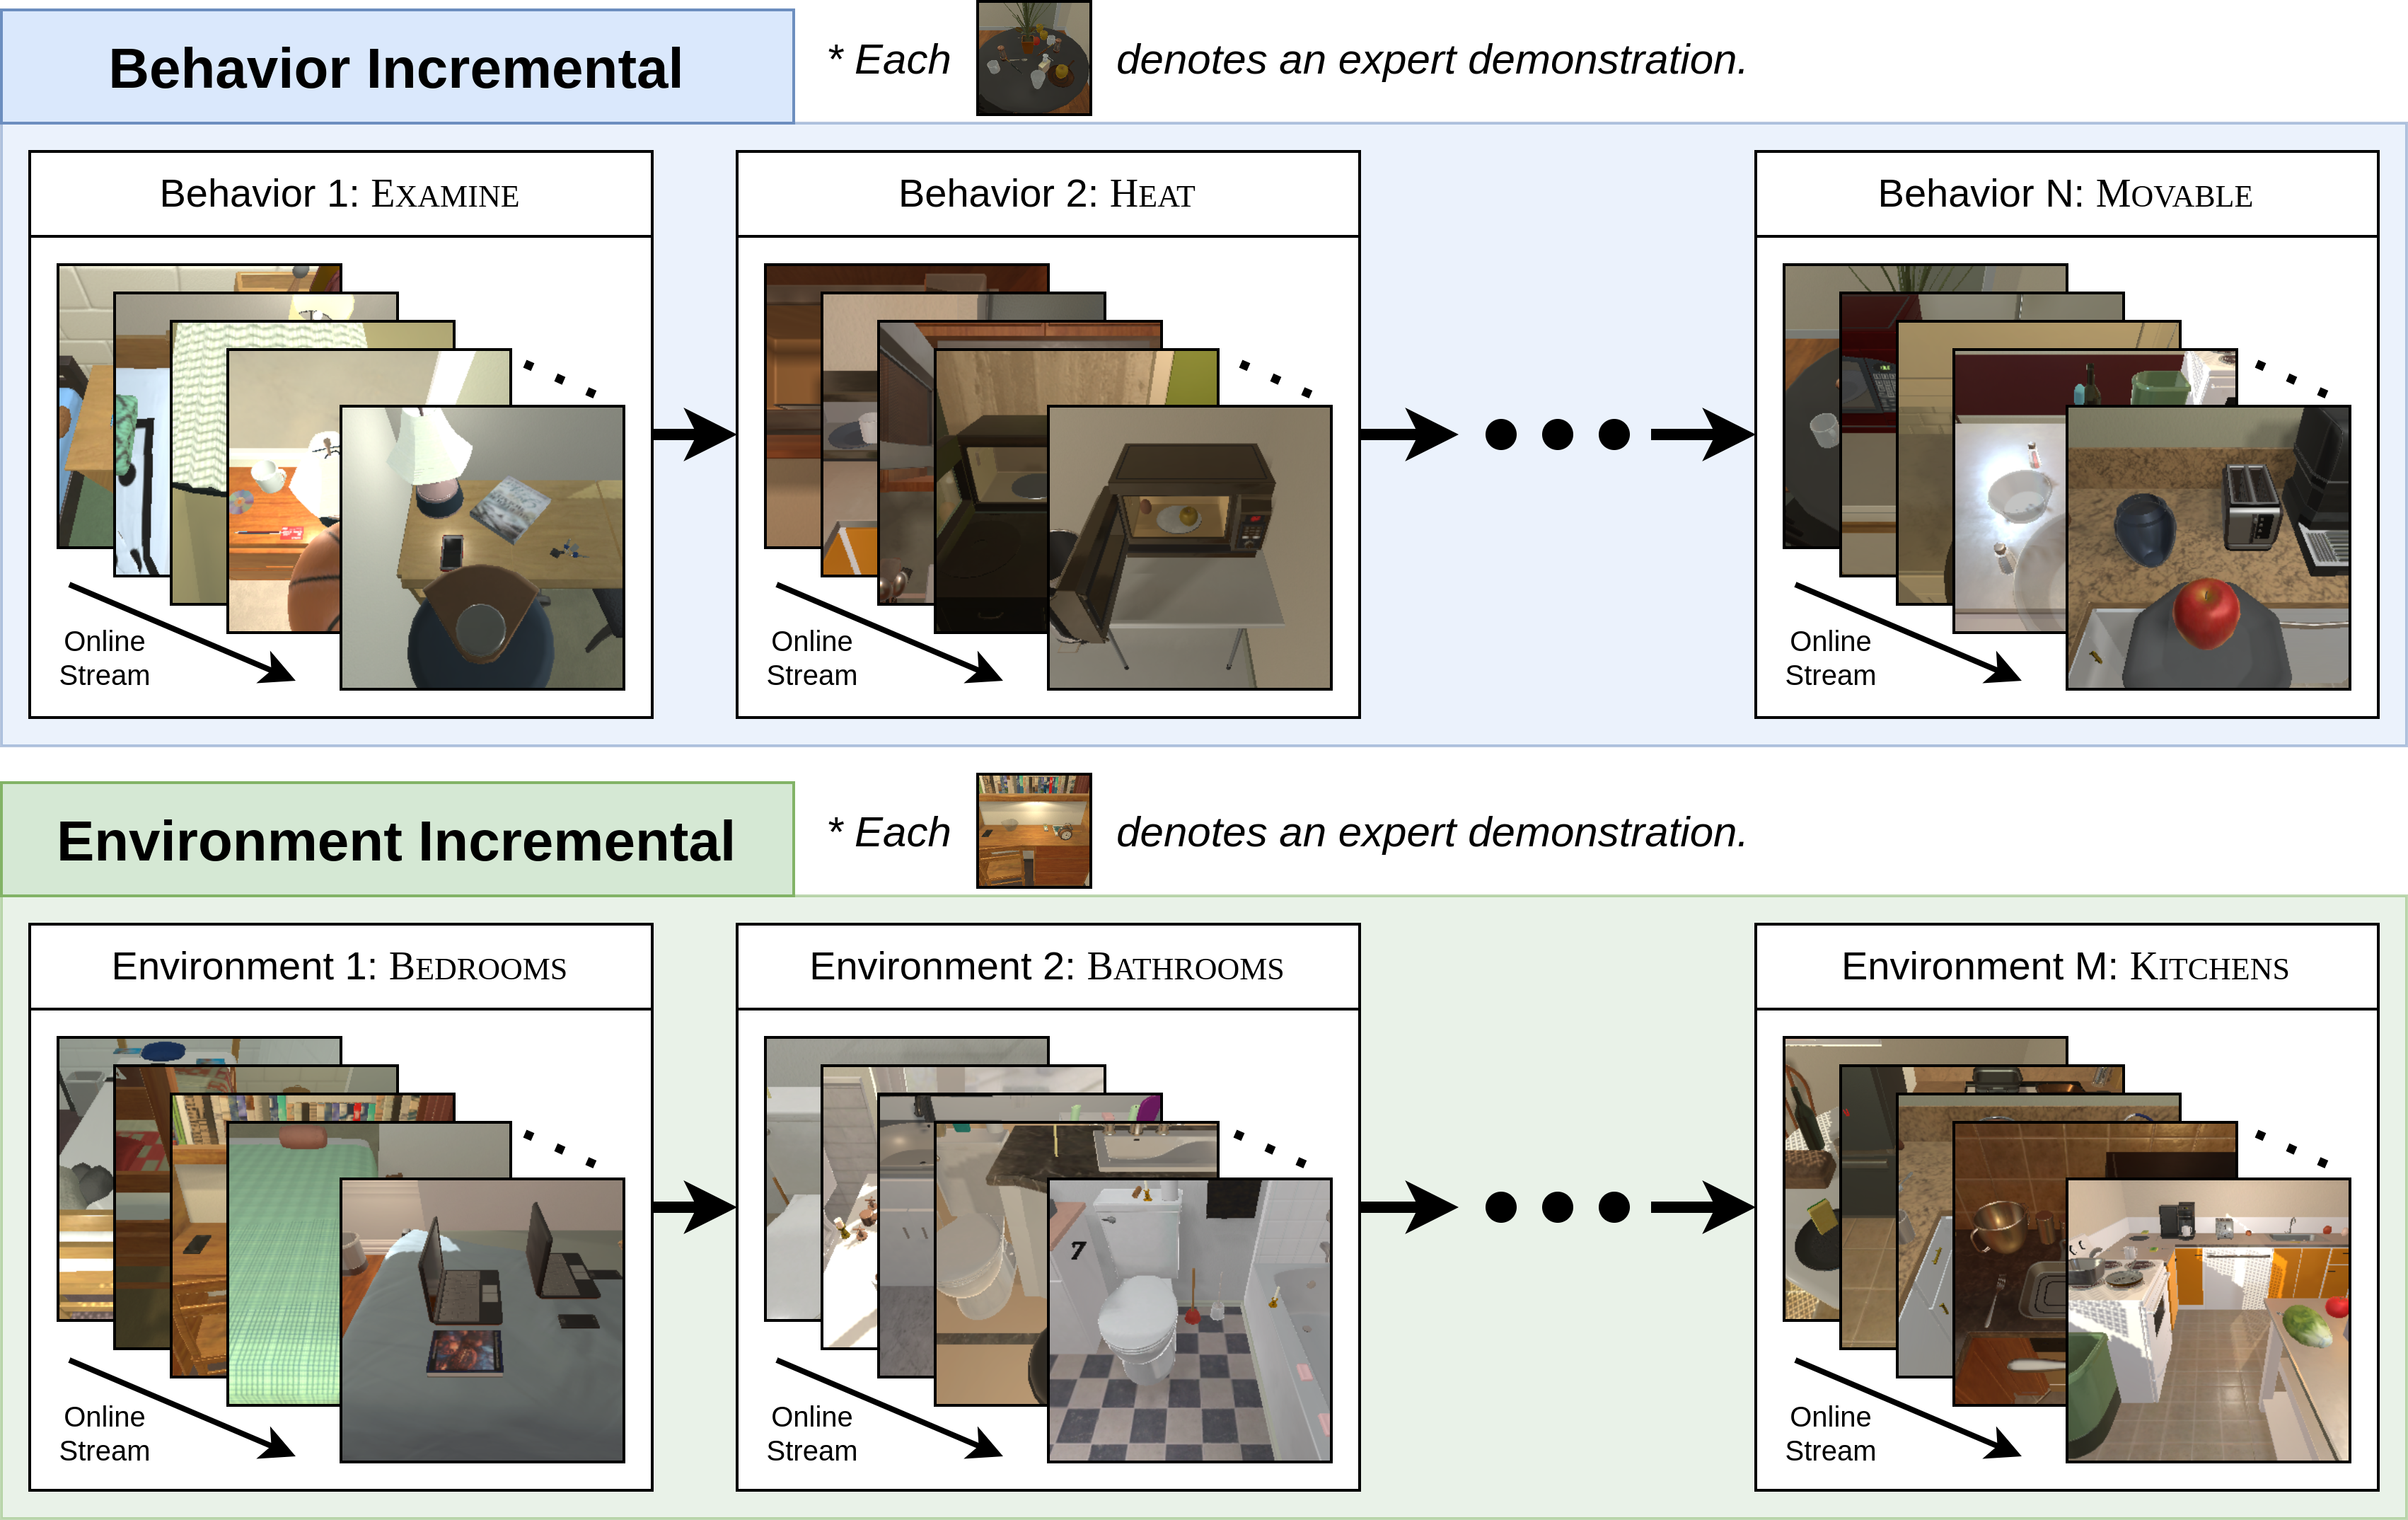 Behavior Incremental
* Each denotes an expert demonstration.
Behavior 1: EXAMINE
Behavior 2: HEAT
Behavior N: MOVABLE
Online
Stream
Online
Stream
Online
Stream
Environment Incremental
* Each denotes an expert demonstration.
Environment 1: BEDROOMS
Environment 2: BATHROOMS
Environment M: KITCHENS
7
Online
Stream
Online
Stream
Online
Stream